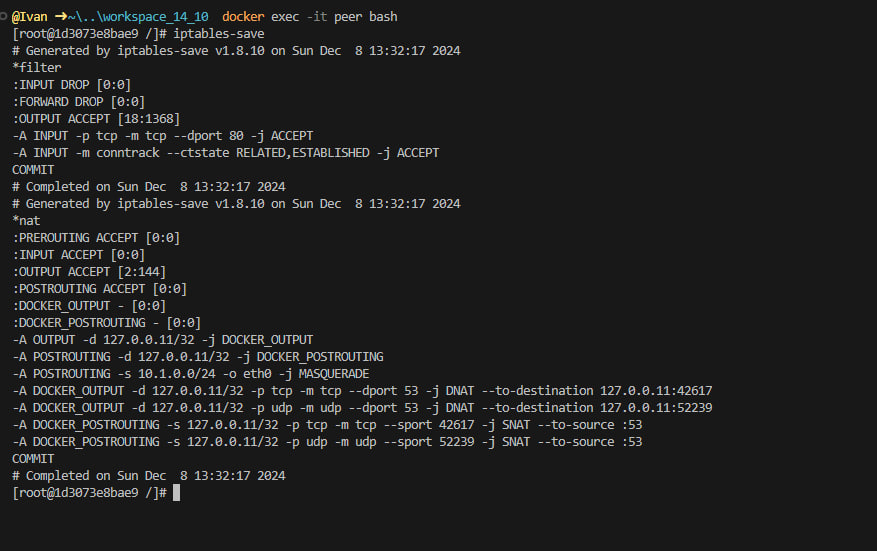 @Ivan ➜~\..\workspace_14_10 docker exec -it peer bash
[root@1d3073e8bae9 /]# iptables-save
# Generated by iptables-save v1.8.10 on Sun Dec  8 13:32:17 2024
*filter
:INPUT DROP [0:0]
:FORWARD DROP [0:0]
:OUTPUT ACCEPT [18:1368]
-A INPUT -p tcp -m tcp --dport 80 -j ACCEPT
-A INPUT -m conntrack --ctstate RELATED,ESTABLISHED -j ACCEPT
COMMIT
# Completed on Sun Dec  8 13:32:17 2024
# Generated by iptables-save v1.8.10 on Sun Dec  8 13:32:17 2024
*nat
:PREROUTING ACCEPT [0:0]
:INPUT ACCEPT [0:0]
:OUTPUT ACCEPT [2:144]
:POSTROUTING ACCEPT [0:0]
:DOCKER_OUTPUT - [0:0]
:DOCKER_POSTROUTING - [0:0]
-A OUTPUT -d 127.0.0.11/32 -j DOCKER_OUTPUT
-A POSTROUTING -d 127.0.0.11/32 -j DOCKER_POSTROUTING
-A POSTROUTING -s 10.1.0.0/24 -o eth0 -j MASQUERADE
-A DOCKER_OUTPUT -d 127.0.0.11/32 -p tcp -m tcp --dport 53 -j DNAT --to-destination 127.0.0.11:42617
-A DOCKER_OUTPUT -d 127.0.0.11/32 -p udp -m udp --dport 53 -j DNAT --to-destination 127.0.0.11:52239
-A DOCKER_POSTROUTING -s 127.0.0.11/32 -p tcp -m tcp --sport 42617 -j SNAT --to-source :53
-A DOCKER_POSTROUTING -s 127.0.0.11/32 -p udp -m udp --sport 52239 -j SNAT --to-source :53
COMMIT
# Completed on Sun Dec  8 13:32:17 2024
[root@1d3073e8bae9 /]#